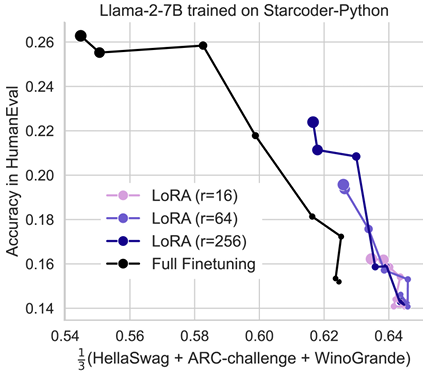 Llama-2-7B trained on Starcoder-Python
Accuracy in HumanEval
0.26
0.24
0.22
0.20
0.18
0.16
0.14
LoRA (r=16)
LoRA (r=64)
LoRA (r=256)
Full Finetuning
0.54 0.56 0.58 0.60 0.62 0.64
1/3(HellaSwag + ARC-challenge + WinoGrande)